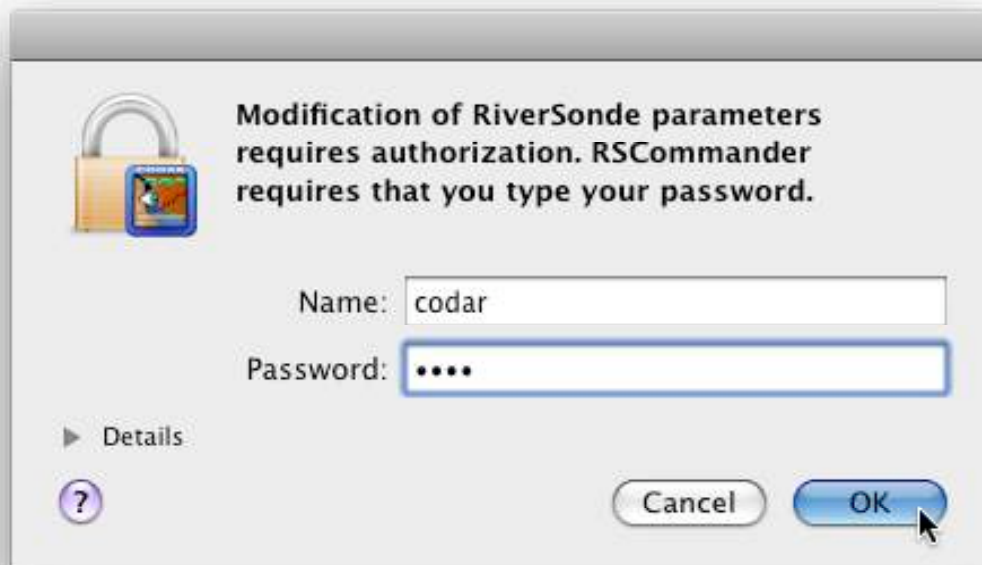 Modification of RiverSonde parameters
requires authorization. RSCommander
requires that you type your password.
Name: codar
Password: ••••
Details
?
Cancel OK